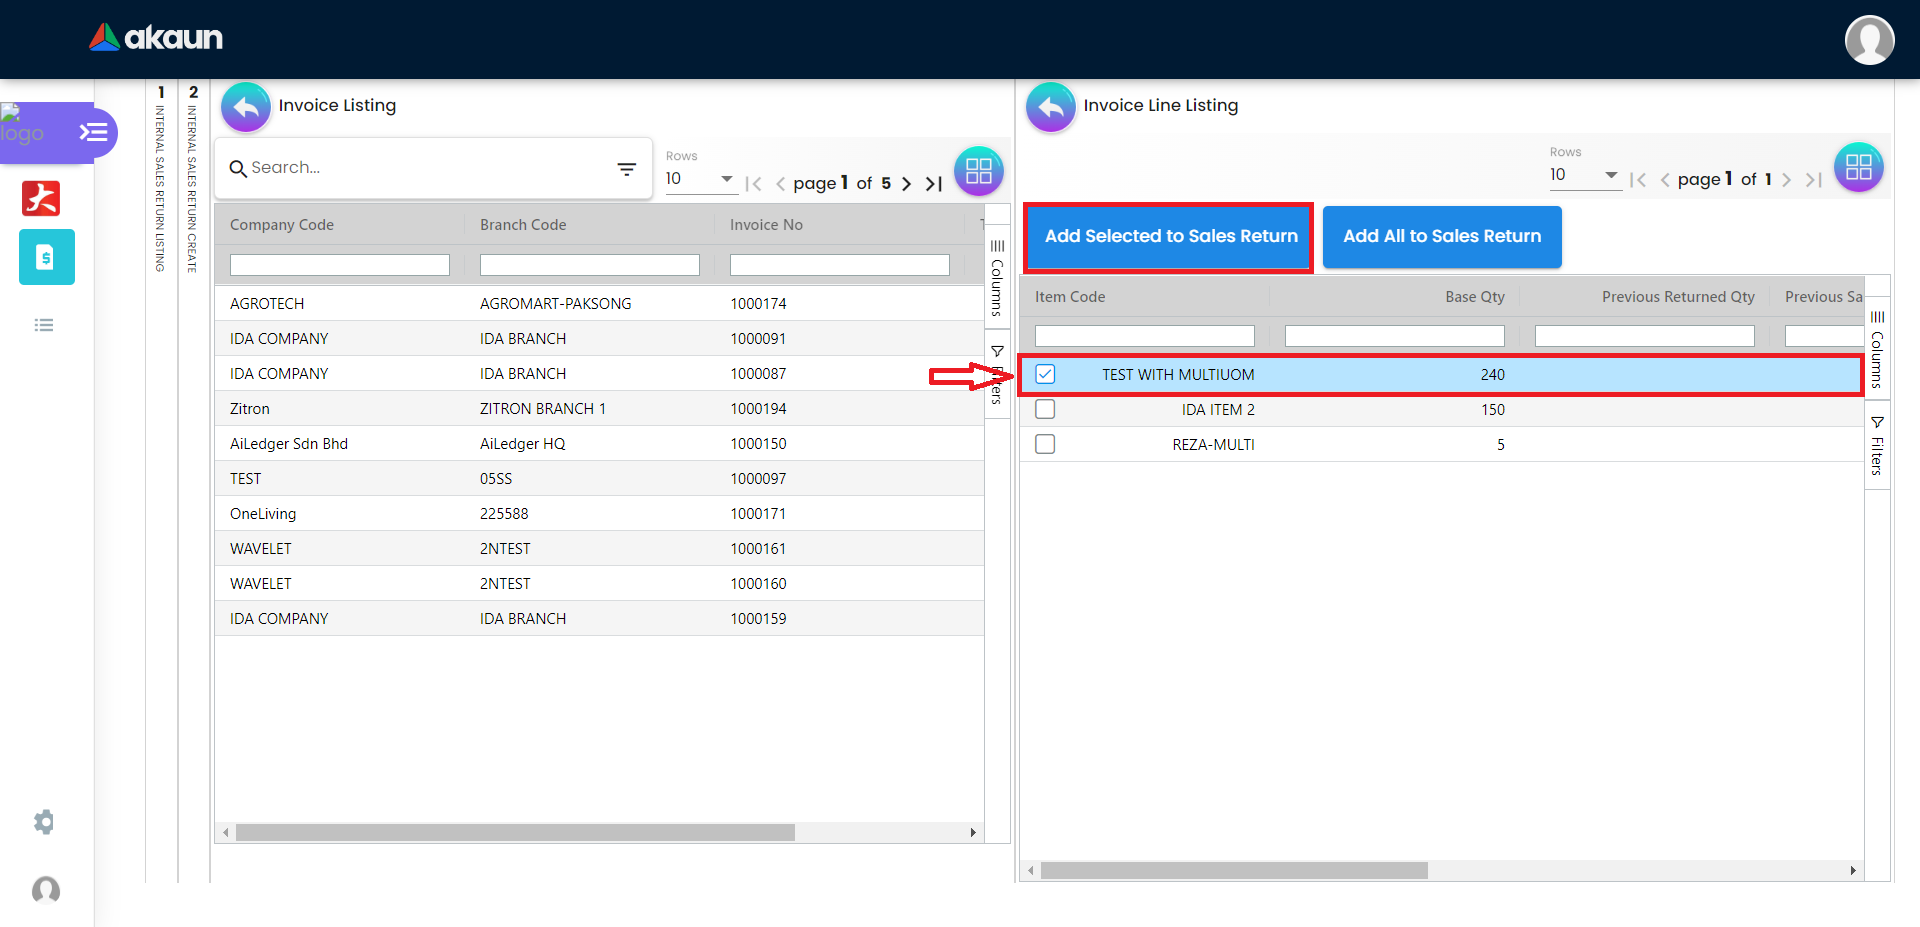 akaun
logo
1 INTERNAL SALES RETURN LISTING
2 INTERNAL SALES RETURN CREATE
Invoice Listing
Search...
Rows
10
page 1 of 5
Company Code Branch Code Invoice No T
AGROTECH AGROMART-PAKSONG 1000174
IDA COMPANY IDA BRANCH 1000091
IDA COMPANY IDA BRANCH 1000087
Zitron ZITRON BRANCH 1 1000194
AiLedger Sdn Bhd AiLedger HQ 1000150
TEST 05SS 1000097
OneLiving 225588 1000171
WAVELET 2NTEST 1000161
WAVELET 2NTEST 1000160
IDA COMPANY IDA BRANCH 1000159
Columns
Filters
Invoice Line Listing
Rows
10
page 1 of 1
Add Selected to Sales Return
Add All to Sales Return
Item Code Base Qty Previous Returned Qty Previous Sa
TEST WITH MULTIUOM 240
IDA ITEM 2 150
REZA-MULTI 5
Columns
Filters